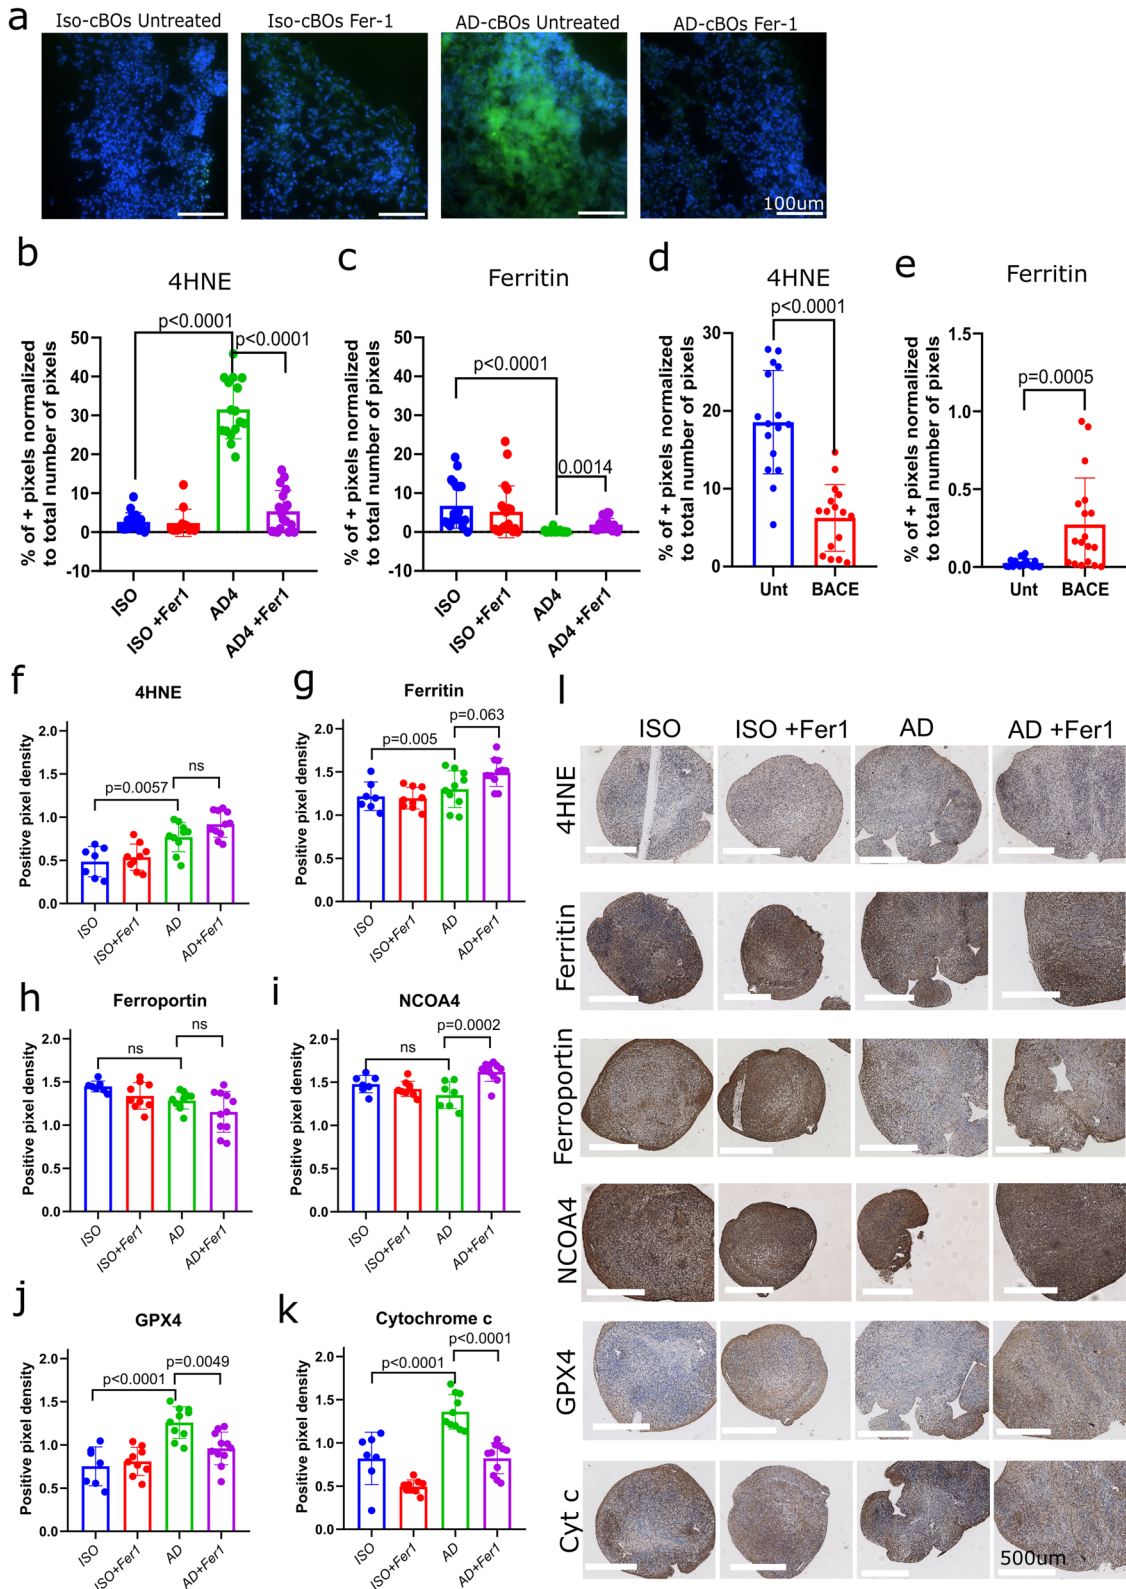 a
Iso-cBOs Untreated
Iso-cBOs Fer-1
AD-cBOs Untreated
AD-cBOs Fer-1
100um
b
4HNE
% of + pixels normalized
to total number of pixels
50
40
30
20
10
0
-10
p<0.0001
p<0.0001
ISO
ISO +Fer1
AD4
AD4 +Fer1
c
Ferritin
% of + pixels normalized
to total number of pixels
50
40
30
20
10
0
-10
p<0.0001
0.0014
ISO
ISO +Fer1
AD4
AD4 +Fer1
d
4HNE
% of + pixels normalized
to total number of pixels
30
20
10
0
p<0.0001
Unt
BACE
e
Ferritin
% of + pixels normalized
to total number of pixels
1.5
1.0
0.5
0.0
p=0.0005
Unt
BACE
f
4HNE
Positive pixel density
2.0
1.5
1.0
0.5
0.0
p=0.0057
ns
ISO
ISO+Fer1
AD
AD+Fer1
g
Ferritin
Positive pixel density
2.0
1.5
1.0
0.5
0.0
p=0.005
p=0.063
ISO
ISO+Fer1
AD
AD+Fer1
h
Ferroportin
Positive pixel density
2.0
1.5
1.0
0.5
0.0
ns
ns
ISO
ISO+Fer1
AD
AD+Fer1
i
NCOA4
Positive pixel density
2.0
1.5
1.0
0.5
0.0
ns
p=0.0002
ISO
ISO+Fer1
AD
AD+Fer1
j
GPX4
Positive pixel density
2.0
1.5
1.0
0.5
0.0
p<0.0001
p=0.0049
ISO
ISO+Fer1
AD
AD+Fer1
k
Cytochrome c
Positive pixel density
2.0
1.5
1.0
0.5
0.0
p<0.0001
p<0.0001
ISO
ISO+Fer1
AD
AD+Fer1
l
ISO
ISO +Fer1
AD
AD +Fer1
4HNE
Ferritin
Ferroportin
NCOA4
GPX4
Cyt c
500um